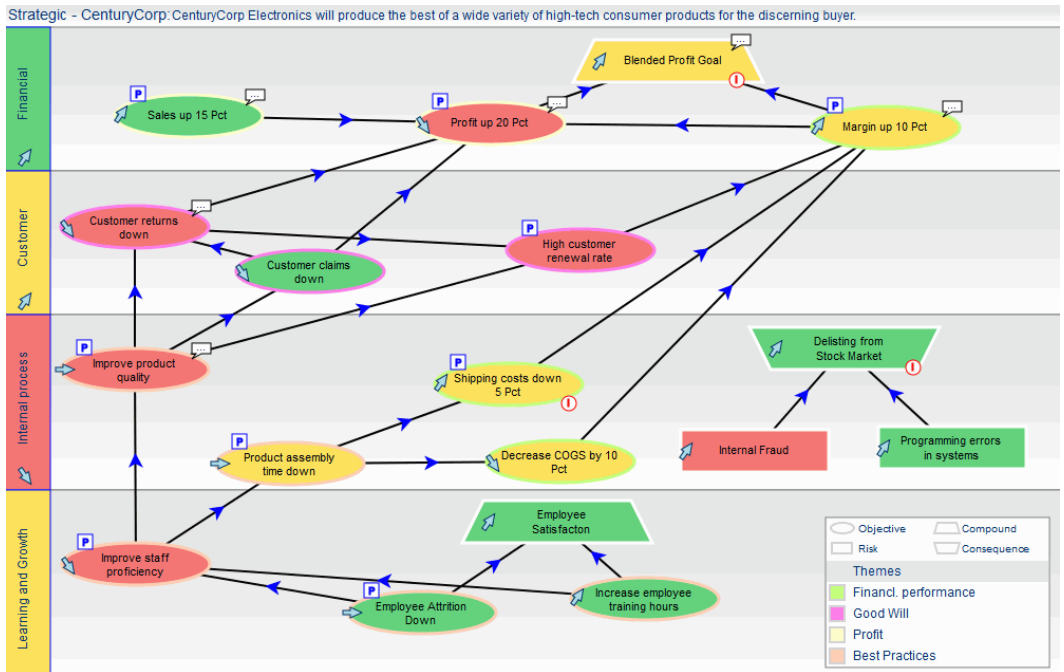 Strategic - CenturyCorp: CenturyCorp Electronics will produce the best of a wide variety of high-tech consumer products for the discerning buyer.
Financial
Blended Profit Goal
I
P
Sales up 15 Pct
P
Profit up 20 Pct
P
Margin up 10 Pct
Customer
Customer returns
down
P
High customer
renewal rate
Customer claims
down
Internal process
P
Improve product
quality
P
Shipping costs down
5 Pct
I
Delisting from
Stock Market
I
P
Product assembly
time down
Decrease COGS by 10
Pct
Internal Fraud
Programming errors
in systems
Learning and Growth
P
Improve staff
proficiency
Employee
Satisfacton
P
Employee Attrition
Down
Increase employee
training hours
Objective
Compound
Risk
Consequence
Themes
Financl. performance
Good Will
Profit
Best Practices